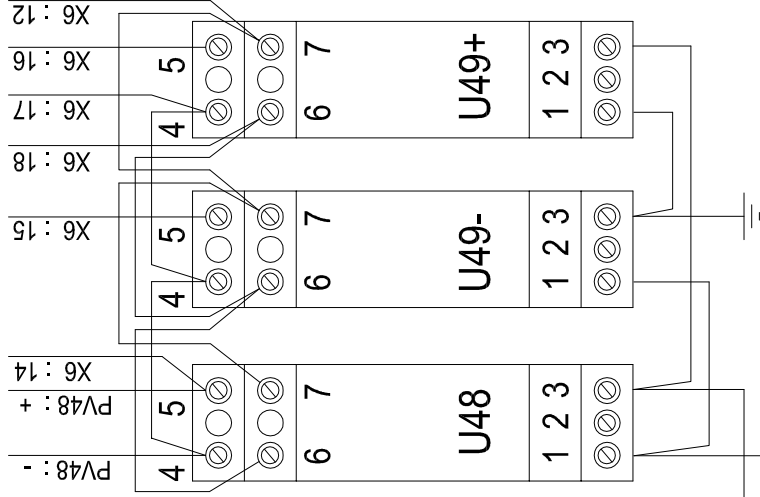 X6 : 12
X6 : 16
X6 : 17
X6 : 18
X6 : 15
X6 : 14
PV48 : +
PV48 : -
5
4
7
6
U49+
1 2 3
5
4
7
6
U49-
1 2 3
5
4
7
6
U48
1 2 3